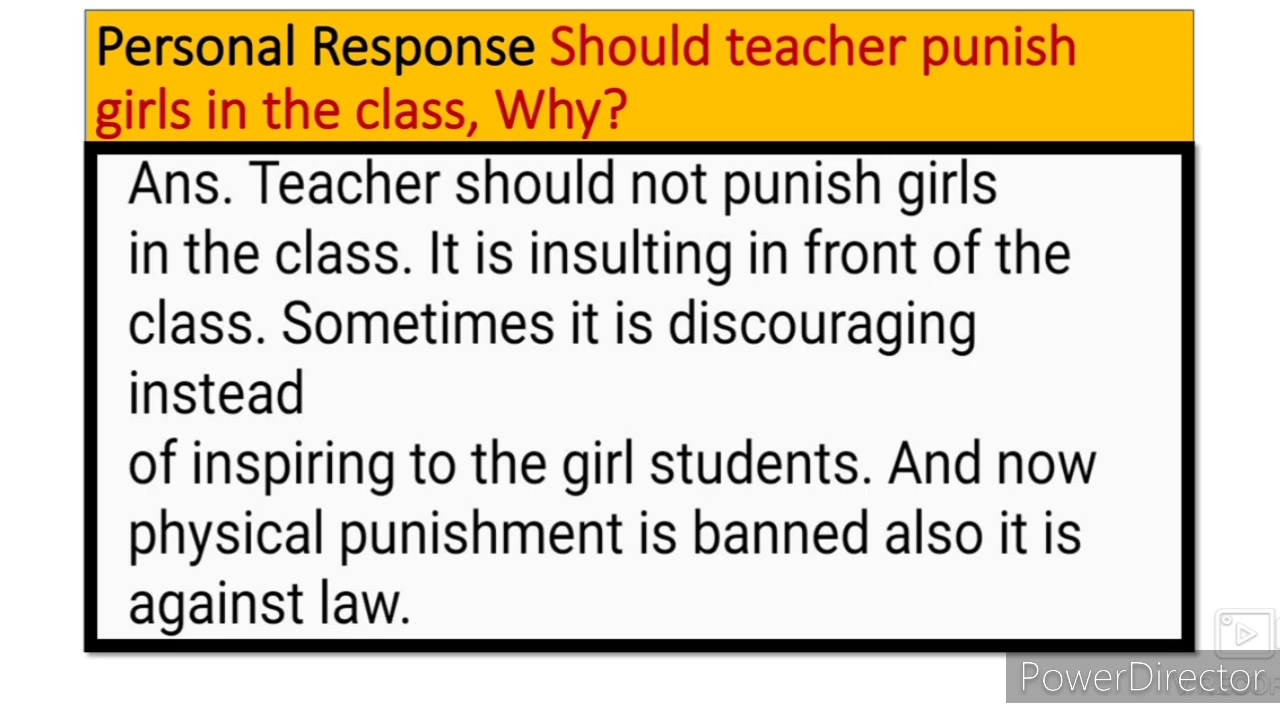 Personal Response Should teacher punish
girls in the class, Why?
Ans. Teacher should not punish girls
in the class. It is insulting in front of the
class. Sometimes it is discouraging
instead
of inspiring to the girl students. And now
physical punishment is banned also it is
against law.
PowerDirector